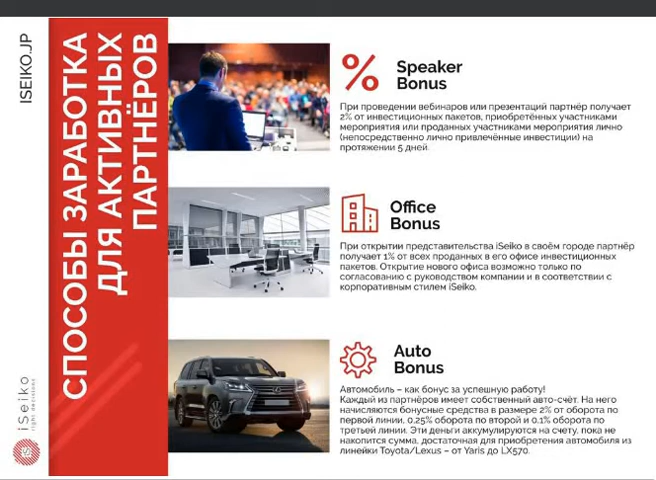 ISEIKO.JP
СПОСОБЫ ЗАРАБОТКА
ДЛЯ АКТИВНЫХ
ПАРТНЁРОВ
iSeiko
right decisions
%
Speaker
Bonus
При проведении вебинаров или презентаций партнёр получает
2% от инвестиционных пакетов, приобретённых участниками
мероприятия или проданных участниками мероприятия лично
(непосредственно лично привлечённые инвестиции) на
протяжении 5 дней
Office
Bonus
При открытии представительства iSeiko в своём городе партнёр
получает 1% от всех проданных в его офисе инвестиционных
пакетов. Открытие нового офиса возможно только по
согласованию с руководством компании и в соответствии с
корпоративным стилем iSeiko.
Auto
Bonus
Автомобиль – как бонус за успешную работу!
Каждый из партнёров имеет собственный авто-счёт. На него
начисляются бонусные средства в размере 2% от оборота по
первой линии, 0,25% оборота по второй и 0,1% оборота по
третьей линии. Эти деньги аккумулируются на счету, пока не
накопится сумма, достаточная для приобретения автомобиля из
линейки Toyota/Lexus – от Yaris до LX570.